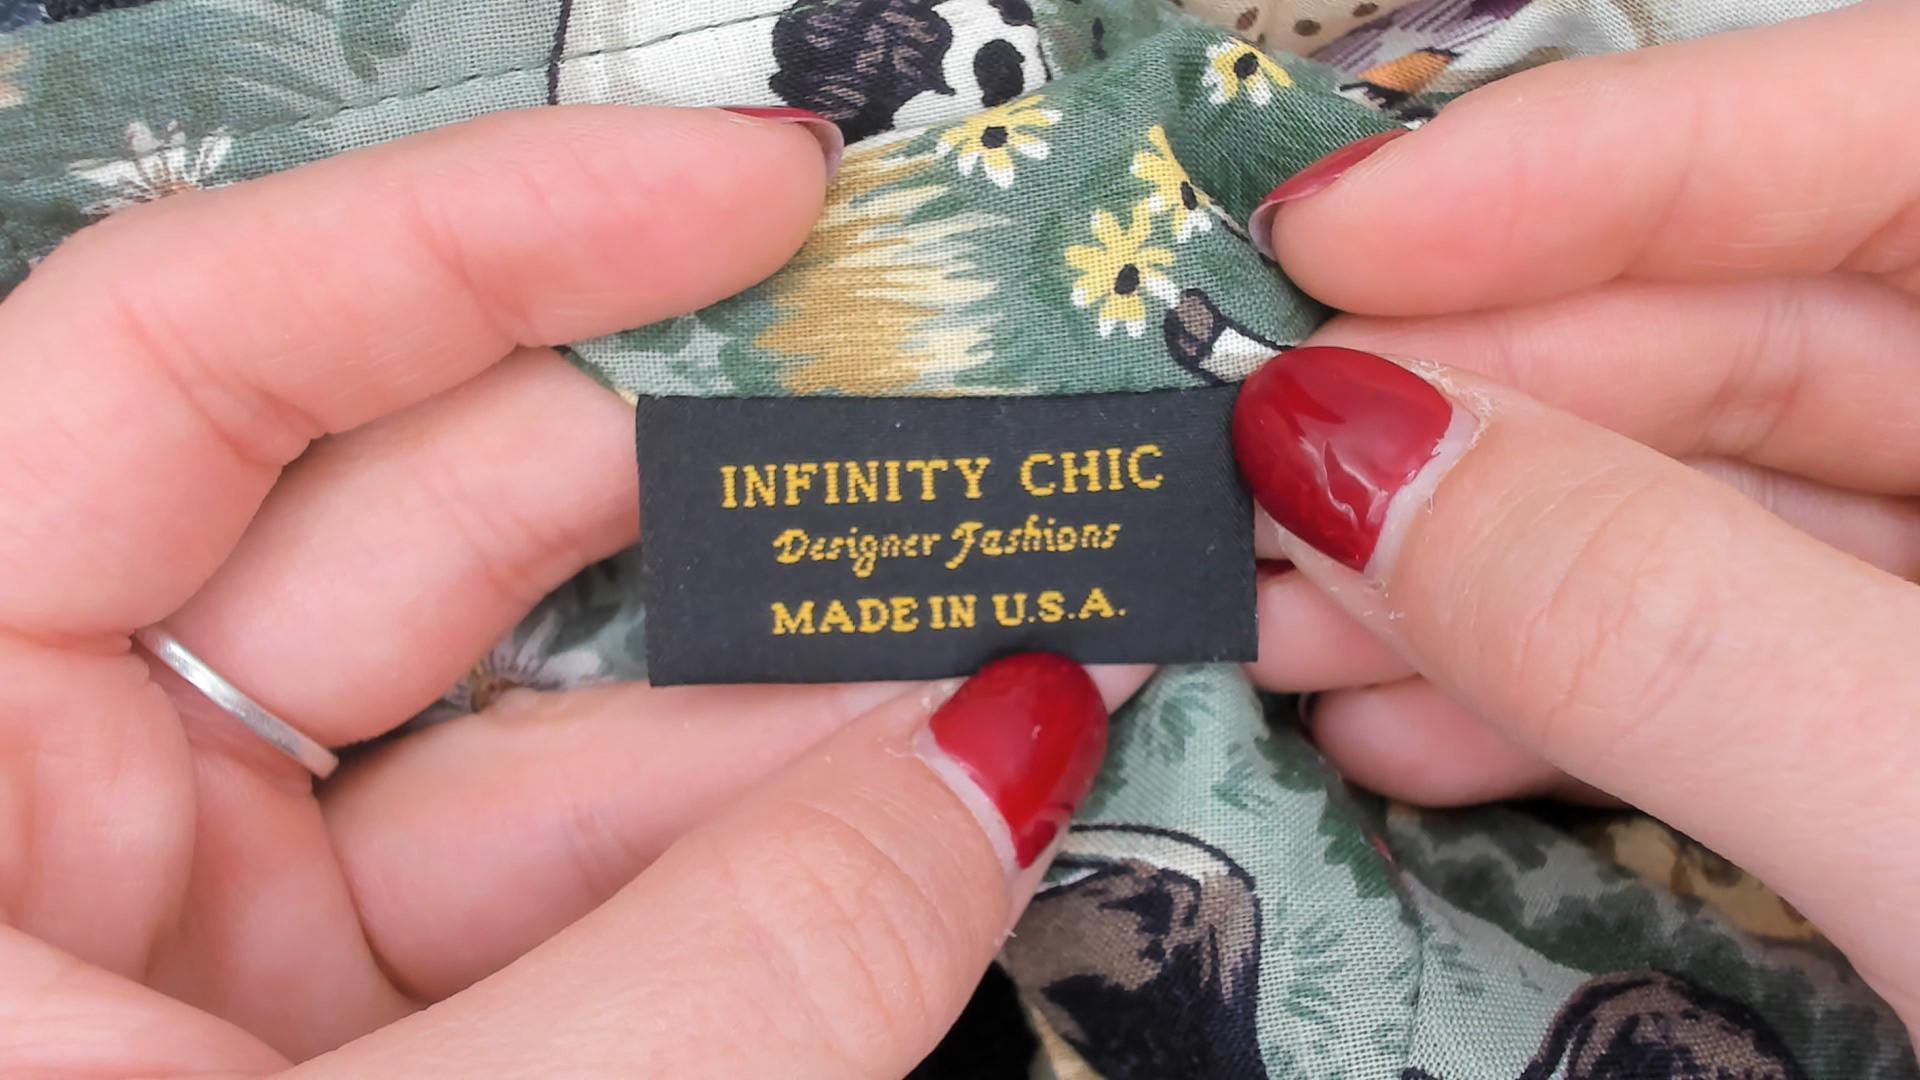 INFINITY CHIC
Designer Fashions
MADE IN U.S.A.